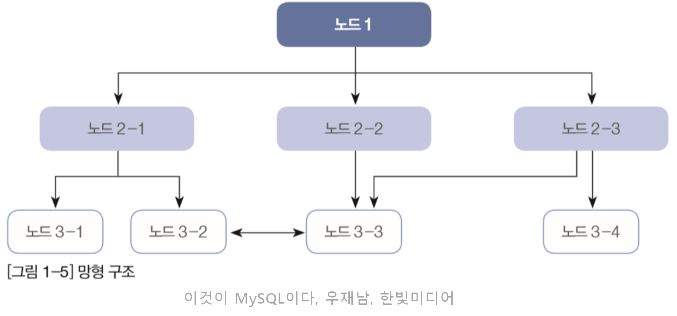 노드 1
노드 2-1
노드 2-2
노드 2-3
노드 3-1
노드 3-2
노드 3-3
노드 3-4
[그림 1-5] 망형 구조
이것이 MySQL이다, 우재남, 한빛미디어